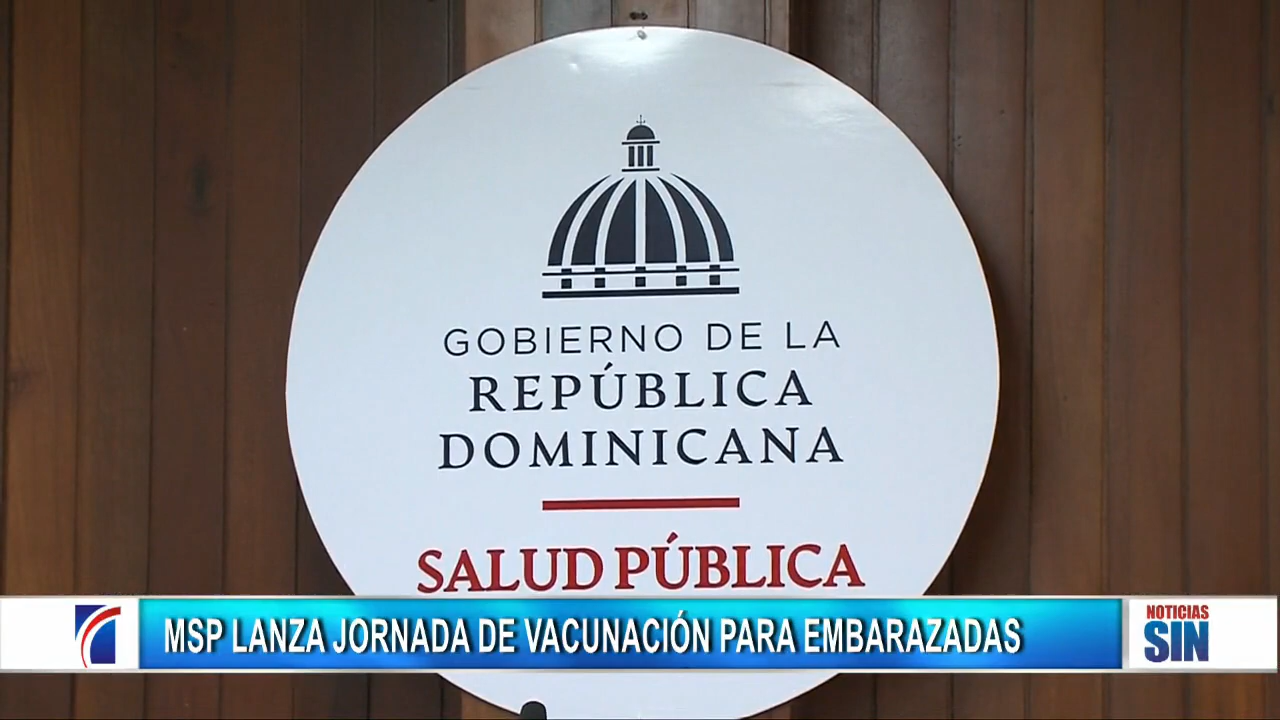 GOBIERNO DE LA
REPÚBLICA
DOMINICANA
SALUD PÚBLICA
MSP LANZA JORNADA DE VACUNACIÓN PARA EMBARAZADAS
NOTICIAS
SIN